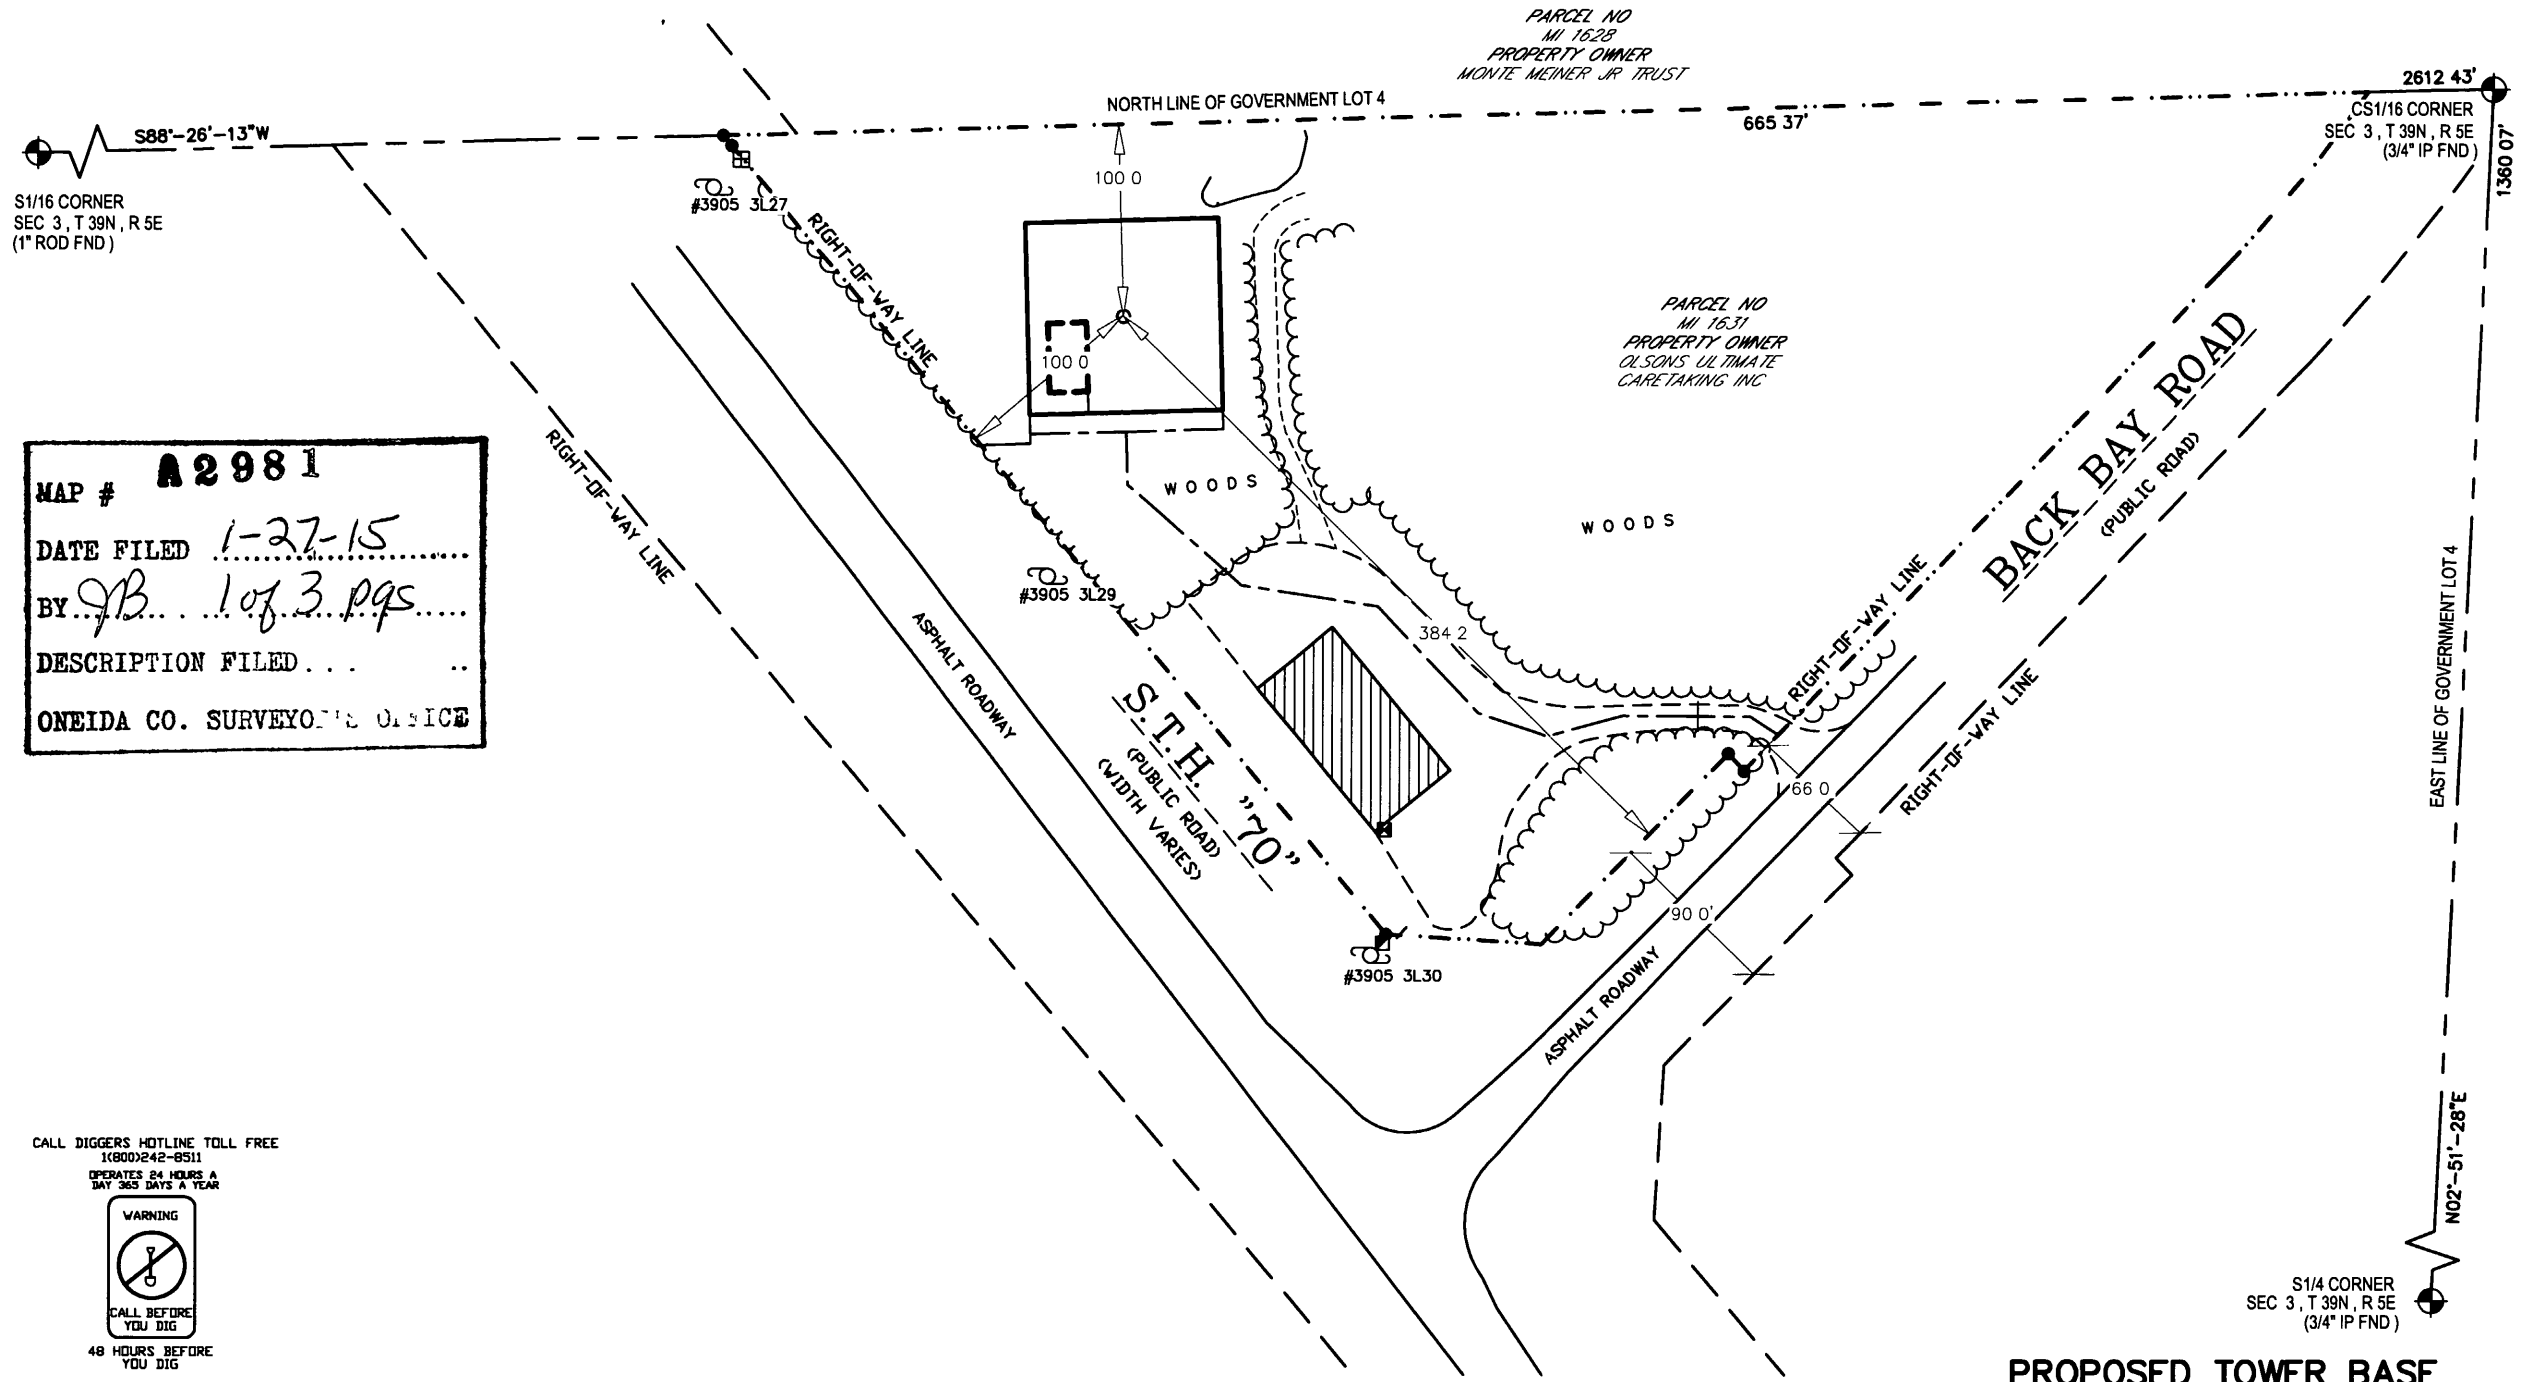 PARCEL NO
MI 1628
PROPERTY OWNER
MONTE MEINER JR TRUST
2612 43'
NORTH LINE OF GOVERNMENT LOT 4
665 37'
CS1/16 CORNER
SEC 3, T 39N, R 5E
(3/4" IP FND)
1360 07'
S88°-26'-13"W
S1/16 CORNER
SEC 3, T 39N, R 5E
(1" ROD FND)
#3905 3L27
100 0
RIGHT-OF-WAY LINE
100 0
PARCEL NO
MI 1631
PROPERTY OWNER
OLSONS ULTIMATE
CARETAKING INC
BACK BAY ROAD
(PUBLIC ROAD)
MAP # A2981
DATE FILED 1-27-15
BY JB 1 of 3 pgs
DESCRIPTION FILED...
ONEIDA CO. SURVEYOR'S OFFICE
RIGHT-OF-WAY LINE
WOODS
WOODS
#3905 3L29
384 2
RIGHT-OF-WAY LINE
RIGHT-OF-WAY LINE
EAST LINE OF GOVERNMENT LOT 4
ASPHALT ROADWAY
S.T.H. "70"
(PUBLIC ROAD)
(WIDTH VARIES)
66 0
90 0'
#3905 3L30
ASPHALT ROADWAY
N02°-51'-28"E
CALL DIGGERS HOTLINE TOLL FREE
1(800)242-8511
OPERATES 24 HOURS A
DAY 365 DAYS A YEAR
WARNING
CALL BEFORE
YOU DIG
48 HOURS BEFORE
YOU DIG
S1/4 CORNER
SEC 3, T 39N, R 5E
(3/4" IP FND)
PROPOSED TOWER BASE